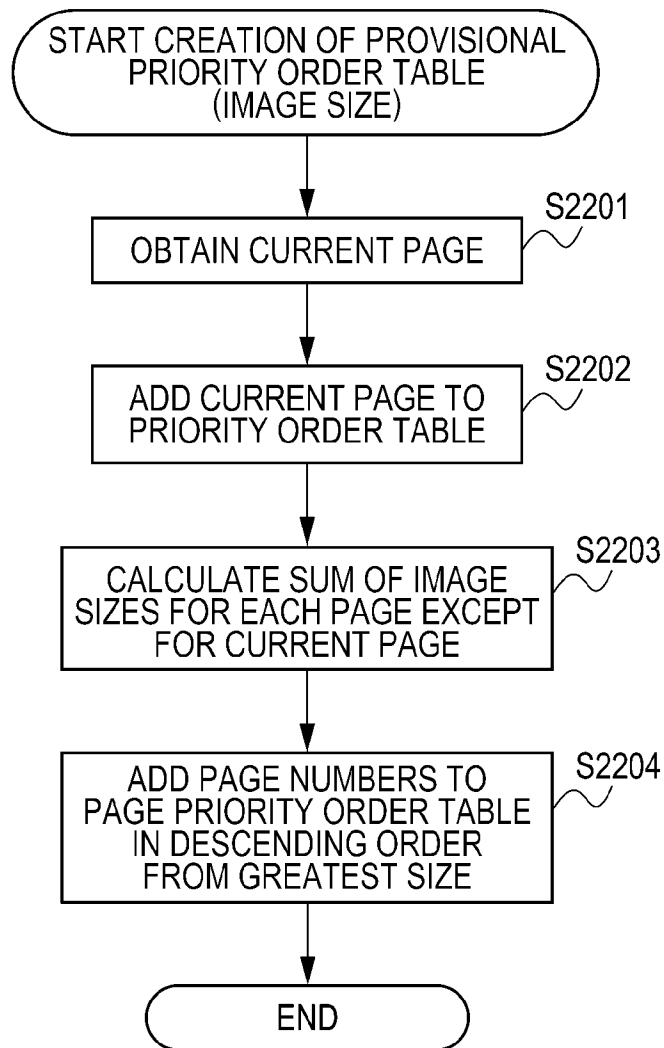 START CREATION OF PROVISIONAL
PRIORITY ORDER TABLE
(IMAGE SIZE)
S2201
OBTAIN CURRENT PAGE
S2202
ADD CURRENT PAGE TO
PRIORITY ORDER TABLE
S2203
CALCULATE SUM OF IMAGE
SIZES FOR EACH PAGE EXCEPT
FOR CURRENT PAGE
S2204
ADD PAGE NUMBERS TO
PAGE PRIORITY ORDER TABLE
IN DESCENDING ORDER
FROM GREATEST SIZE
END